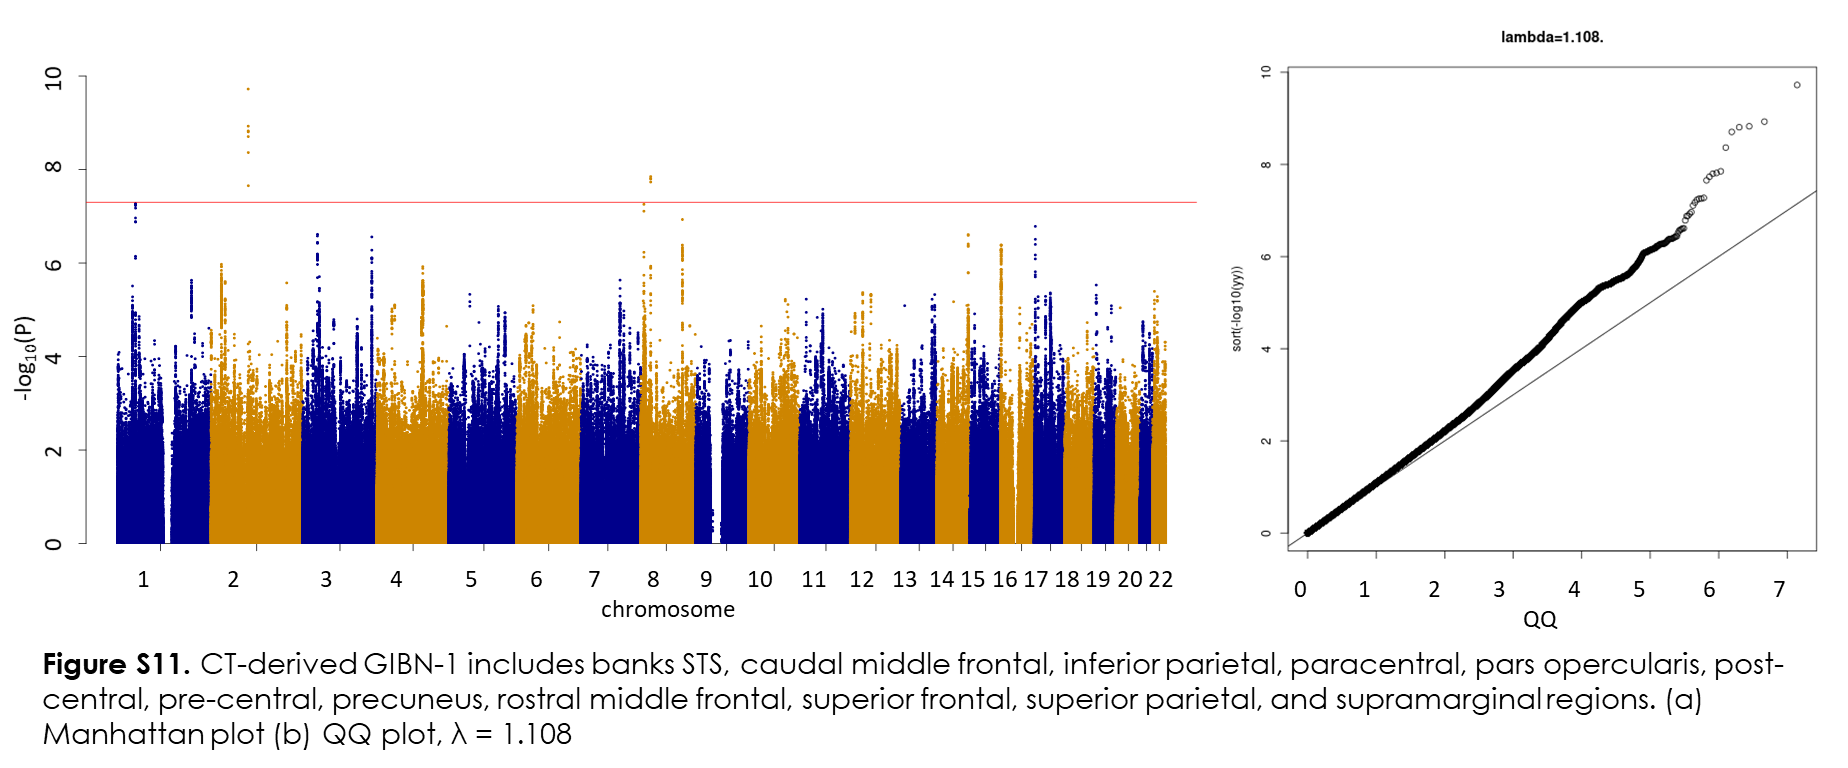 lambda=1.108.
10
8
6
4
2
0
-log10(P)
1 2 3 4 5 6 7 8 9 10 11 12 13 14 15 16 17 18 19 20 22
chromosome
10
8
6
4
2
0
sort(-log10(yy))
0 1 2 3 4 5 6 7
QQ
Figure S11. CT-derived GIBN-1 includes banks STS, caudal middle frontal, inferior parietal, paracentral, pars opercularis, post-
central, pre-central, precuneus, rostral middle frontal, superior frontal, superior parietal, and supramarginal regions. (a)
Manhattan plot (b) QQ plot, λ = 1.108